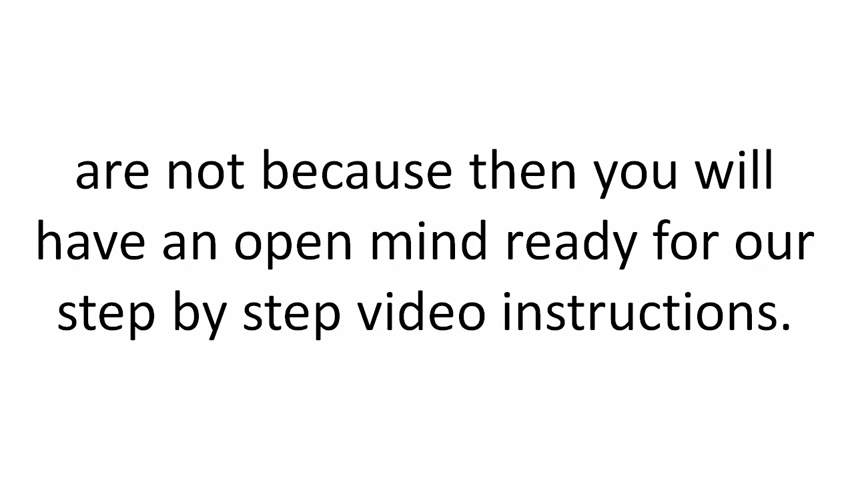 are not because then you will
have an open mind ready for our
step by step video instructions.